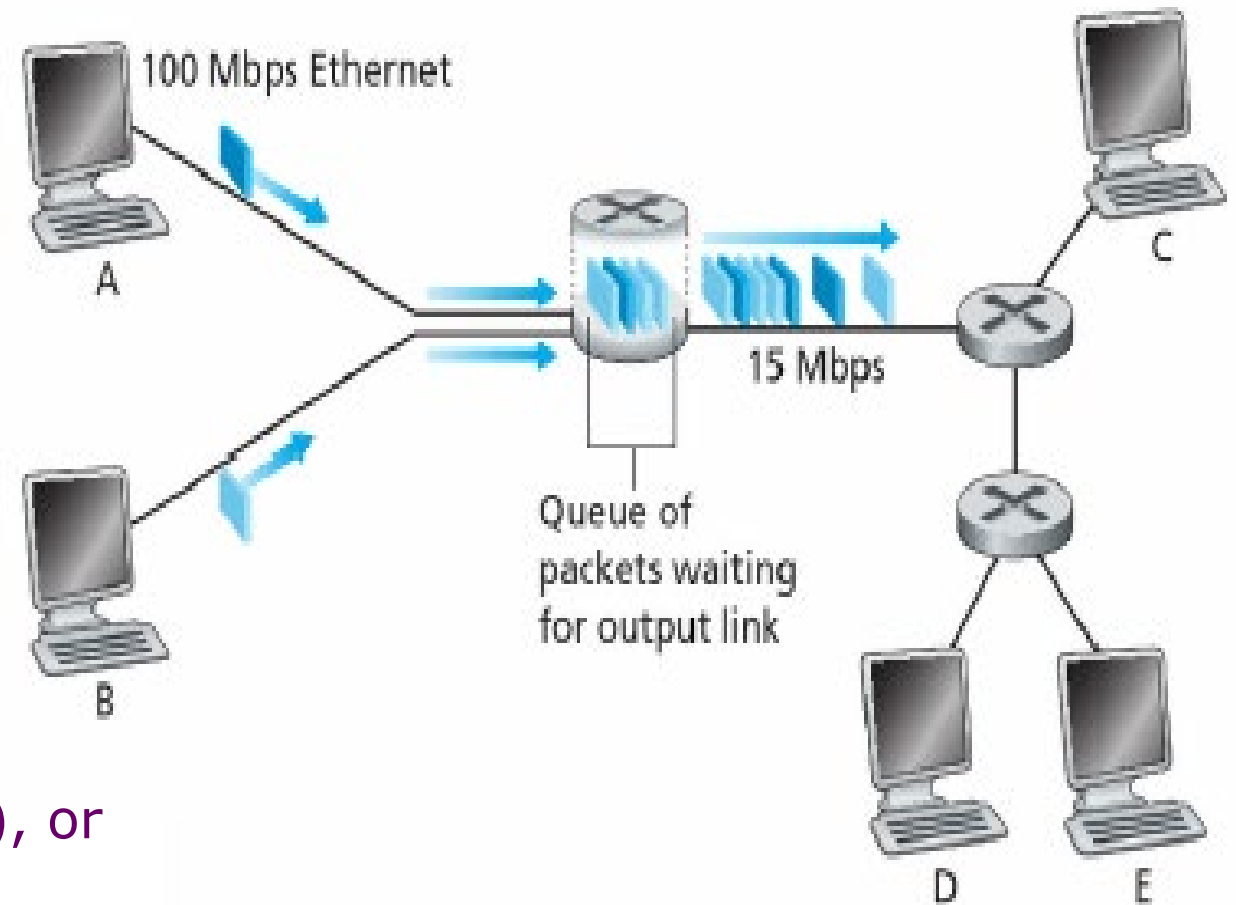 100 Mbps Ethernet
A
C
15 Mbps
Queue of
packets waiting
for output link
B
), or
D
E